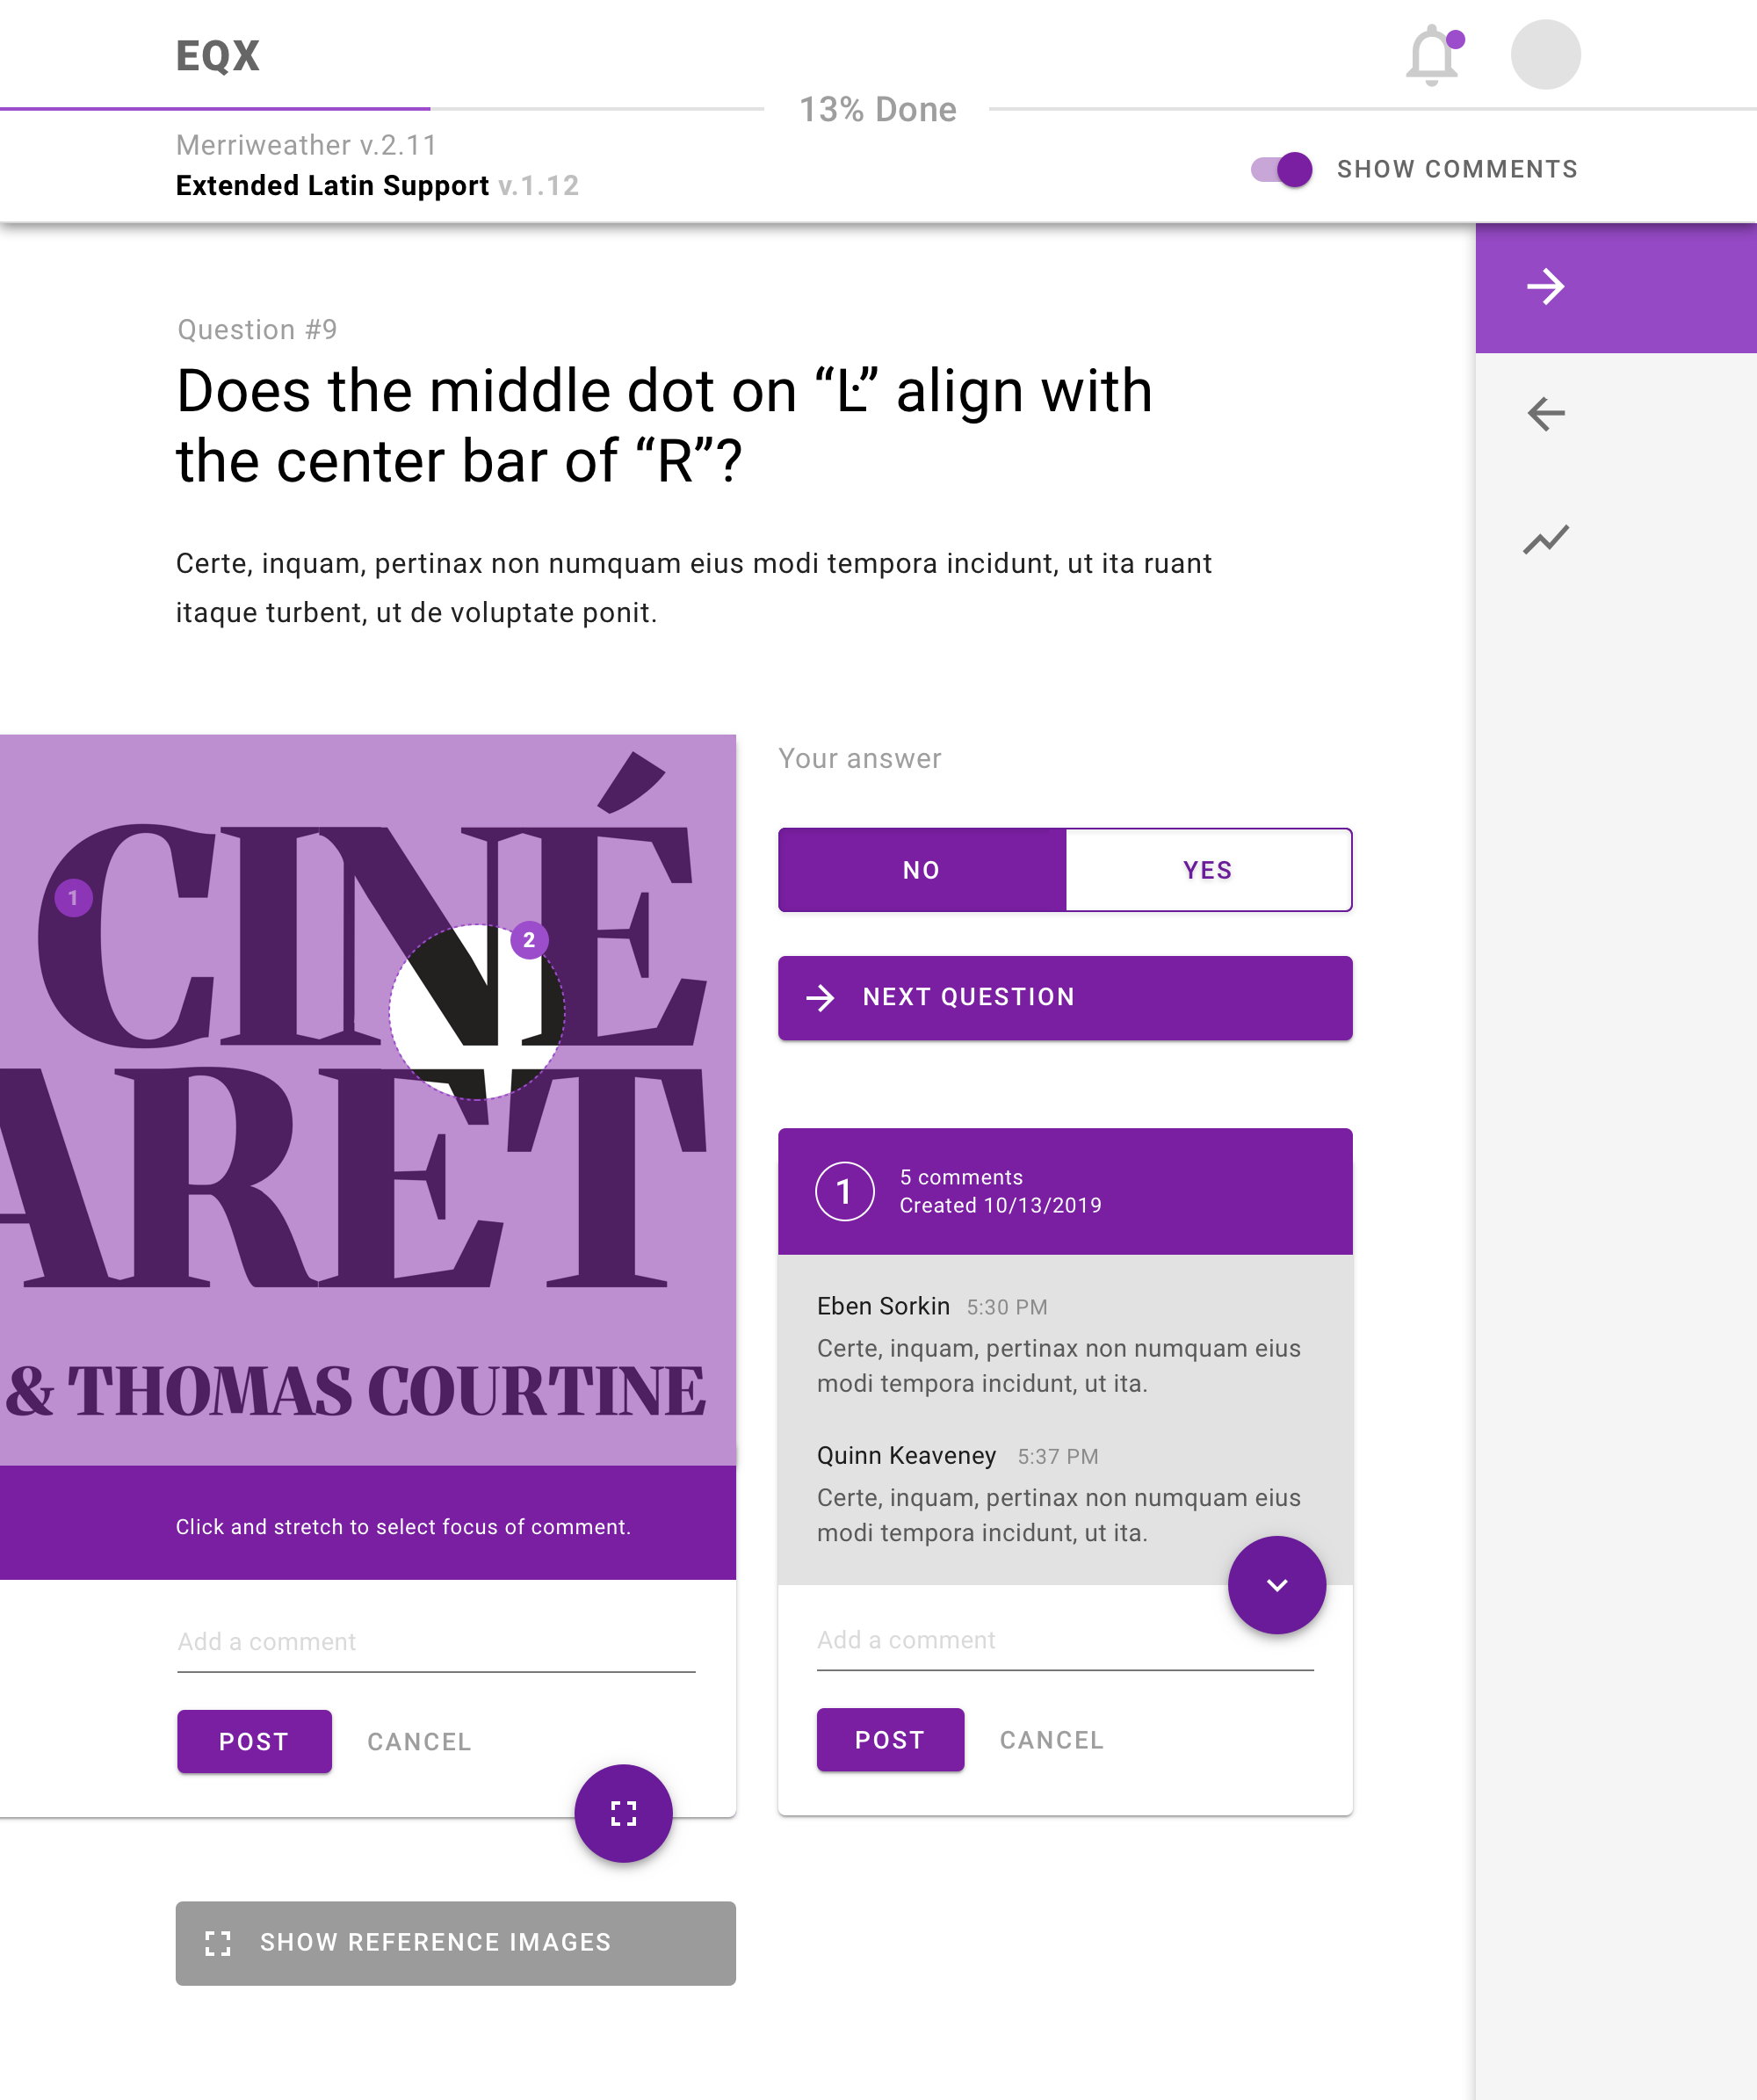 EQX
13% Done
Merriweather v.2.11
Extended Latin Support v.1.12
SHOW COMMENTS
Question #9
Does the middle dot on “Ŀ” align with
the center bar of “R”?
Certe, inquam, pertinax non numquam eius modi tempora incidunt, ut ita ruant
itaque turbent, ut de voluptate ponit.
CINÉ
ARET
& THOMAS COURTINE
1
2
Click and stretch to select focus of comment.
Add a comment
POST CANCEL
SHOW REFERENCE IMAGES
Your answer
NO YES
NEXT QUESTION
1
5 comments
Created 10/13/2019
Eben Sorkin 5:30 PM
Certe, inquam, pertinax non numquam eius
modi tempora incidunt, ut ita.
Quinn Keaveney 5:37 PM
Certe, inquam, pertinax non numquam eius
modi tempora incidunt, ut ita.
Add a comment
POST CANCEL